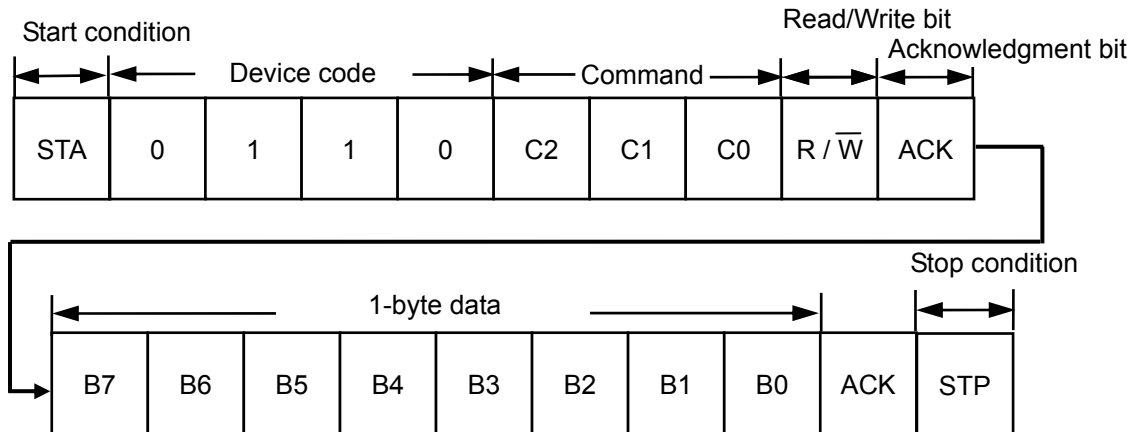 Read/Write bit
Start condition
Acknowledgment bit
Device code
Command
STA 0 1 1 0 C2 C1 C0 R / W̅ ACK
Stop condition
1-byte data
B7 B6 B5 B4 B3 B2 B1 B0 ACK STP